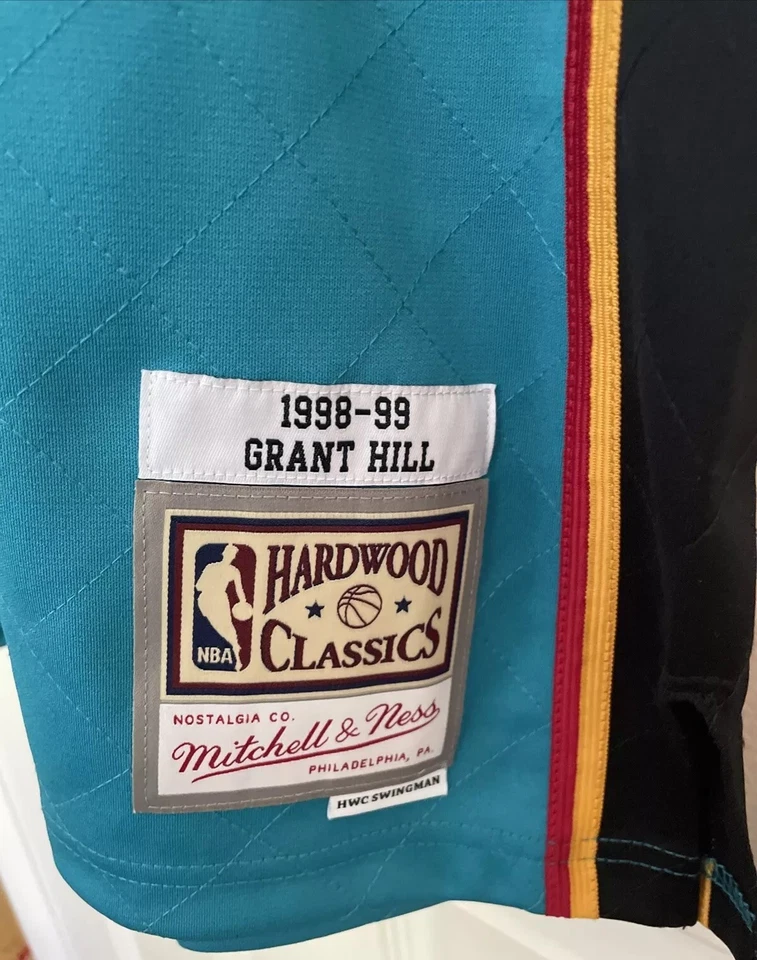 1998-99
GRANT HILL
HARDWOOD
CLASSICS
NBA
NOSTALGIA CO.
Mitchell & Ness
PHILADELPHIA, PA.
HWC SWINGMAN